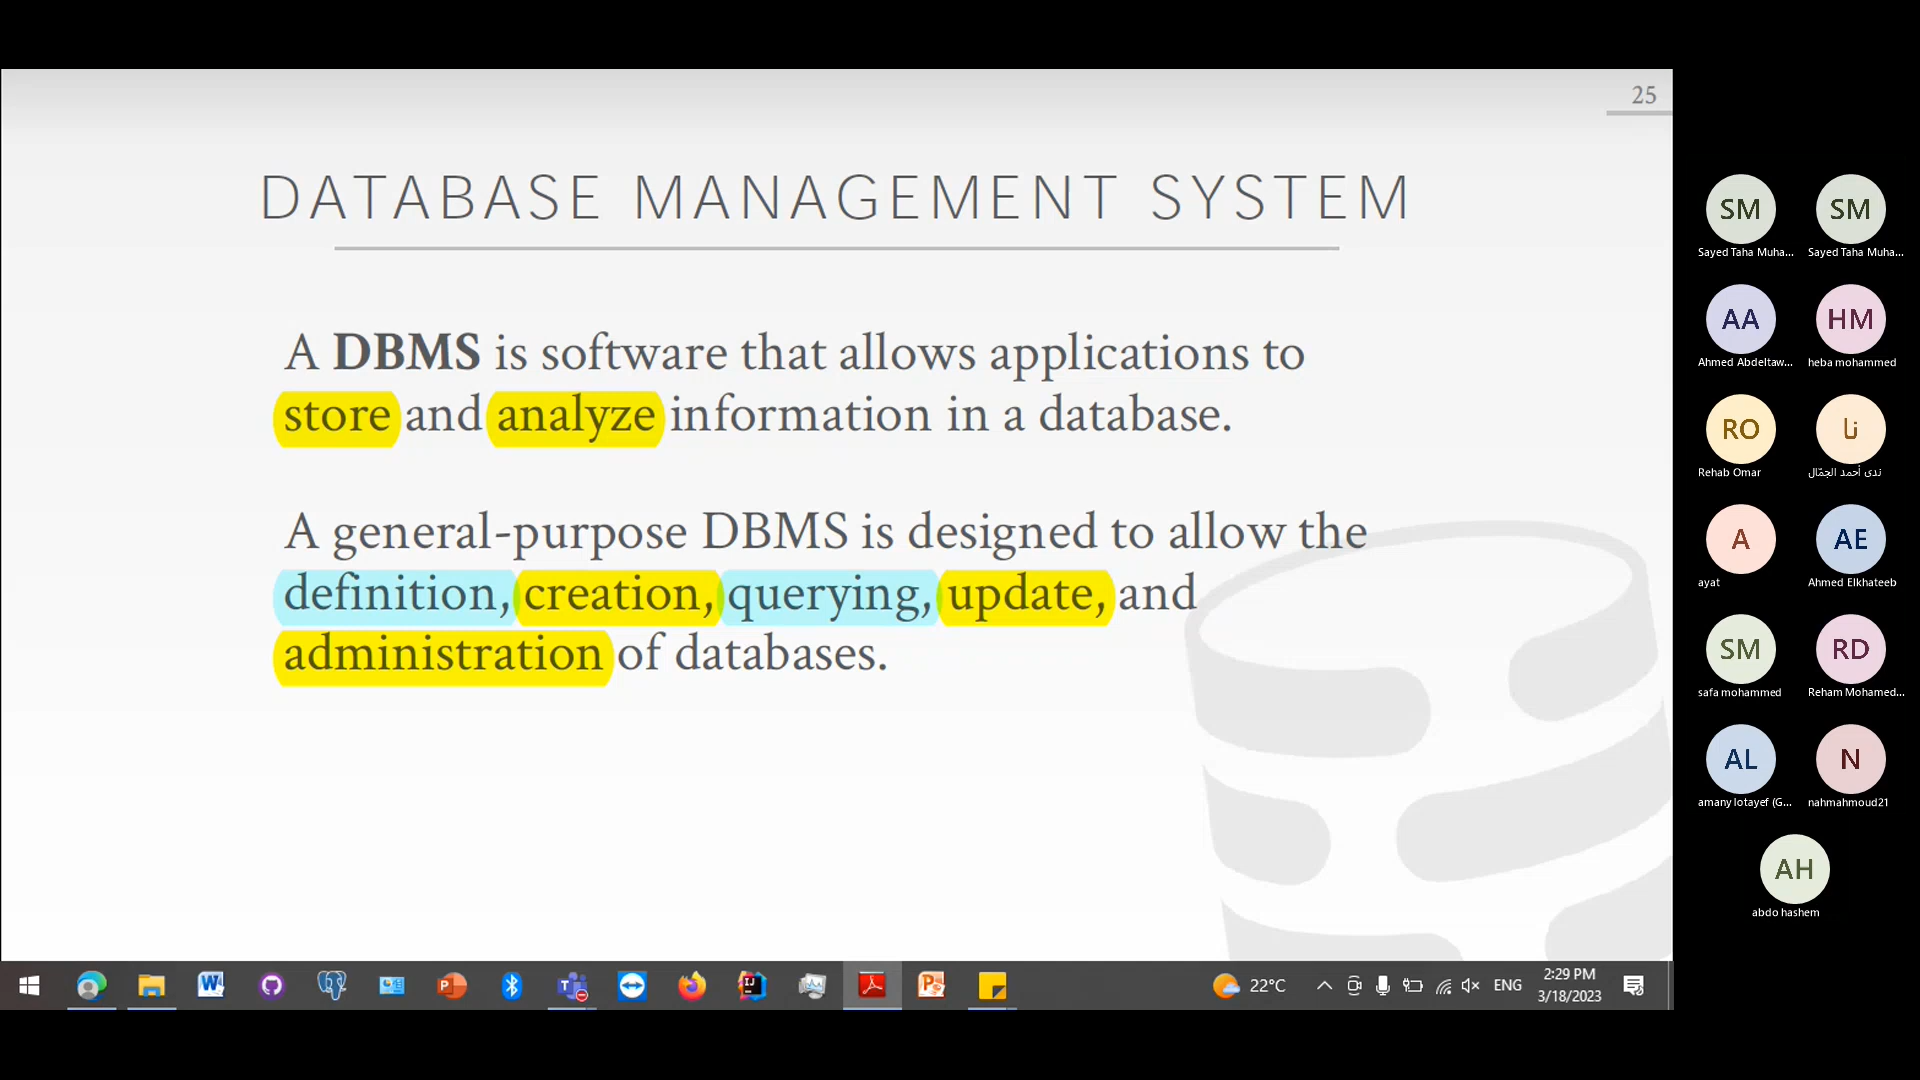 25
DATABASE MANAGEMENT SYSTEM
A DBMS is software that allows applications to
store and analyze information in a database.
A general-purpose DBMS is designed to allow the
definition, creation, querying, update, and
administration of databases.
SM SM
Sayed Taha Muha... Sayed Taha Muha...
AA HM
Ahmed Abdeltaw... heba mohammed
RO نا
Rehab Omar ندى أحمد الجمّال
A AE
ayat Ahmed Elkhateeb
SM RD
safa mohammed Reham Mohamed...
AL N
amany lotayef (G... nahmahmoud21
AH
abdo hashem
22°C ENG 2:29 PM
3/18/2023